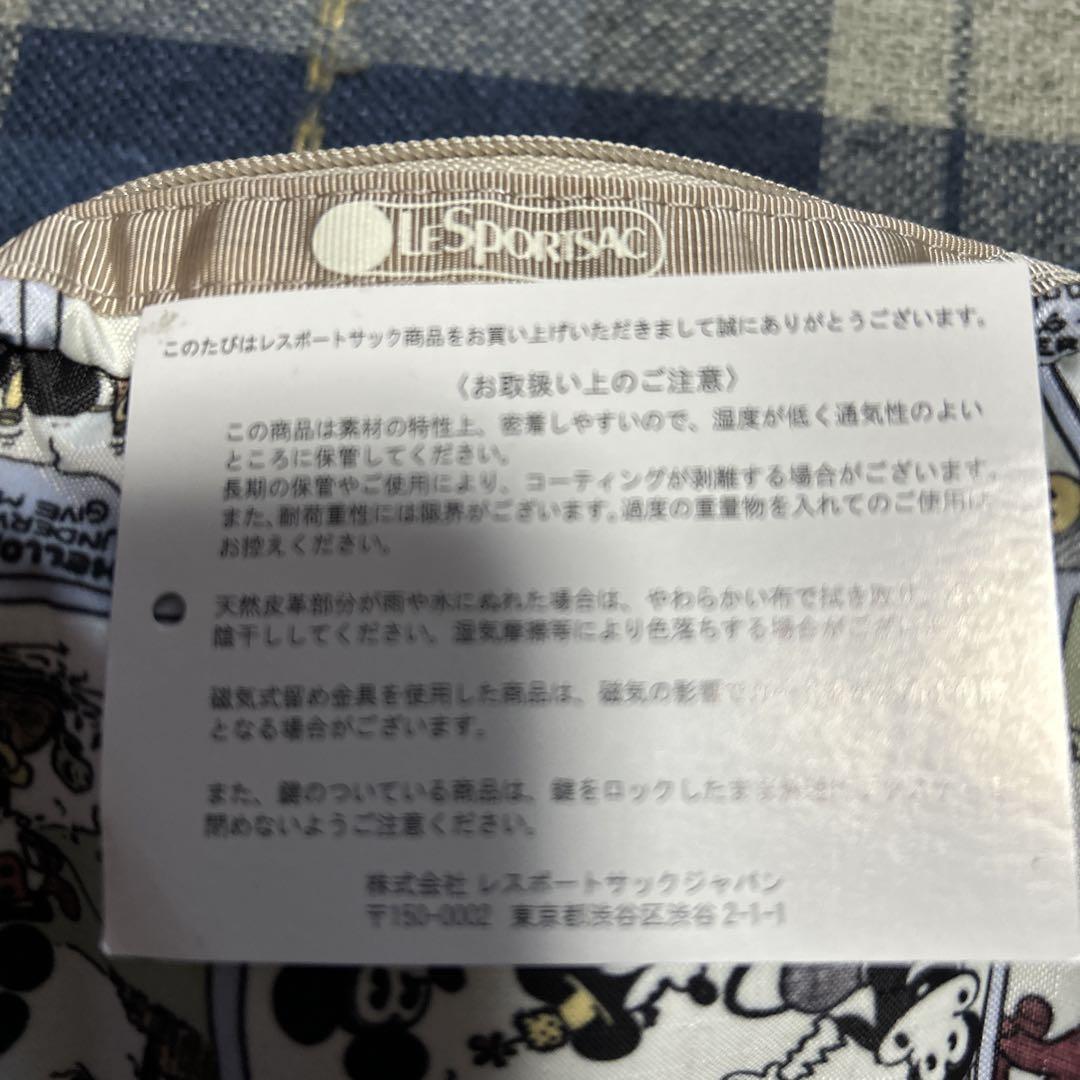 LESPORTSAC
このたびはレスポートサック商品をお買い上げいただきまして誠にありがとうございます。
〈お取扱い上のご注意〉
この商品は素材の特性上、密着しやすいので、湿度が低く通気性のよい
ところに保管してください。
長期の保管やご使用により、コーティングが剥離する場合がございます。
また、耐荷重性には限界がございます。過度の重量物を入れてのご使用は
お控えください。
天然皮革部分が雨や水にぬれた場合は、やわらかい布で拭き取り
陰干ししてください。湿気摩擦等により色落ちする場合がござい
磁気式留め金具を使用した商品は、磁気の影響で
となる場合がございます。
また、鍵のついている商品は、鍵をロックしたまま
閉めないようご注意ください。
株式会社 レスポートサックジャパン
〒150-0002 東京都渋谷区渋谷2-1-1
HELLO
UNDERW
GIVE M